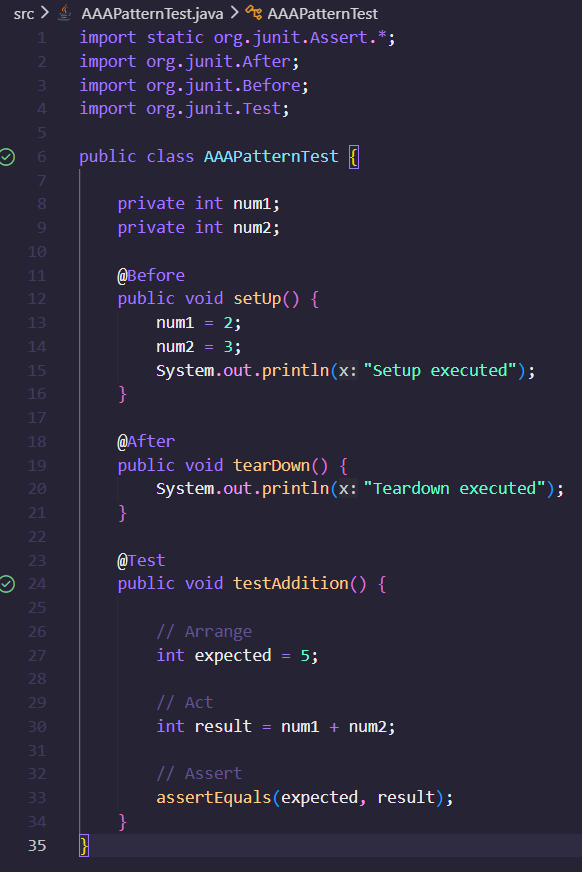 src > AAAPatternTest.java > AAAPatternTest
1 import static org.junit.Assert.*;
2 import org.junit.After;
3 import org.junit.Before;
4 import org.junit.Test;
5
6 public class AAAPatternTest {
7
8     private int num1;
9     private int num2;
10
11     @Before
12     public void setUp() {
13         num1 = 2;
14         num2 = 3;
15         System.out.println(x: "Setup executed");
16     }
17
18     @After
19     public void tearDown() {
20         System.out.println(x: "Teardown executed");
21     }
22
23     @Test
24     public void testAddition() {
25
26         // Arrange
27         int expected = 5;
28
29         // Act
30         int result = num1 + num2;
31
32         // Assert
33         assertEquals(expected, result);
34     }
35 }